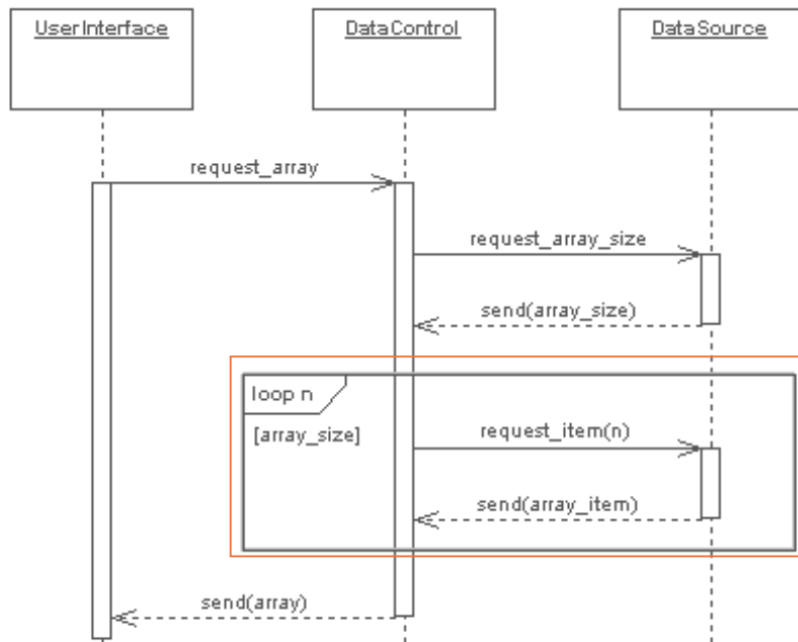 UserInterface
DataControl
DataSource
request_array
request_array_size
send(array_size)
loop n
[array_size]
request_item(n)
send(array_item)
send(array)